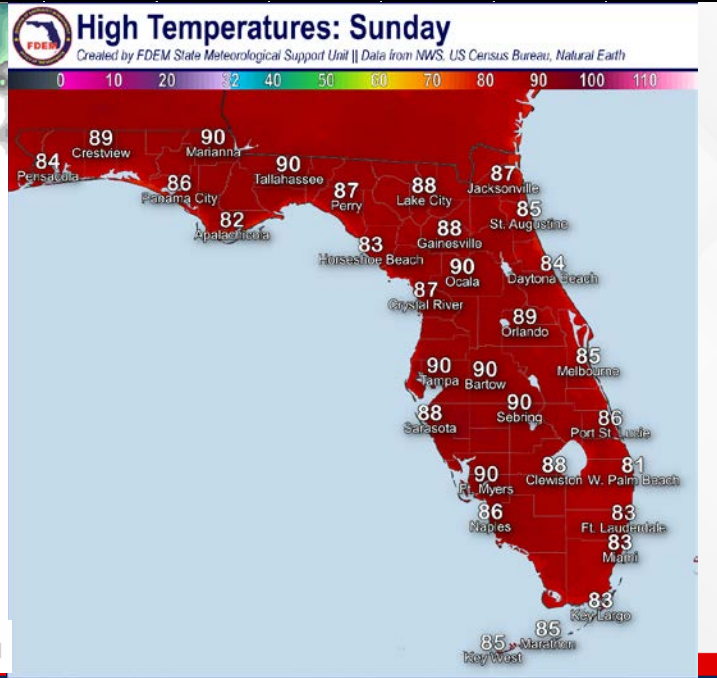 FDEM
High Temperatures: Sunday
Created by FDEM State Meteorological Support Unit || Data from NWS, US Census Bureau, Natural Earth
0 10 20 32 40 50 60 70 80 90 100 110
89
Crestview
90
Marianna
84
Pensacola
90
Tallahassee
86
Panama City
87
Perry
88
Lake City
87
Jacksonville
82
Apalachicola
85
St. Augustine
88
Gainesville
83
Horseshoe Beach
90
Ocala
84
Daytona Beach
87
Crystal River
89
Orlando
85
Melbourne
90
Tampa
90
Bartow
90
Sebring
88
Sarasota
86
Port St. Lucie
90
Ft. Myers
88
Clewiston
81
W. Palm Beach
86
Naples
83
Ft. Lauderdale
83
Miami
83
Key Largo
85
Marathon
85
Key West